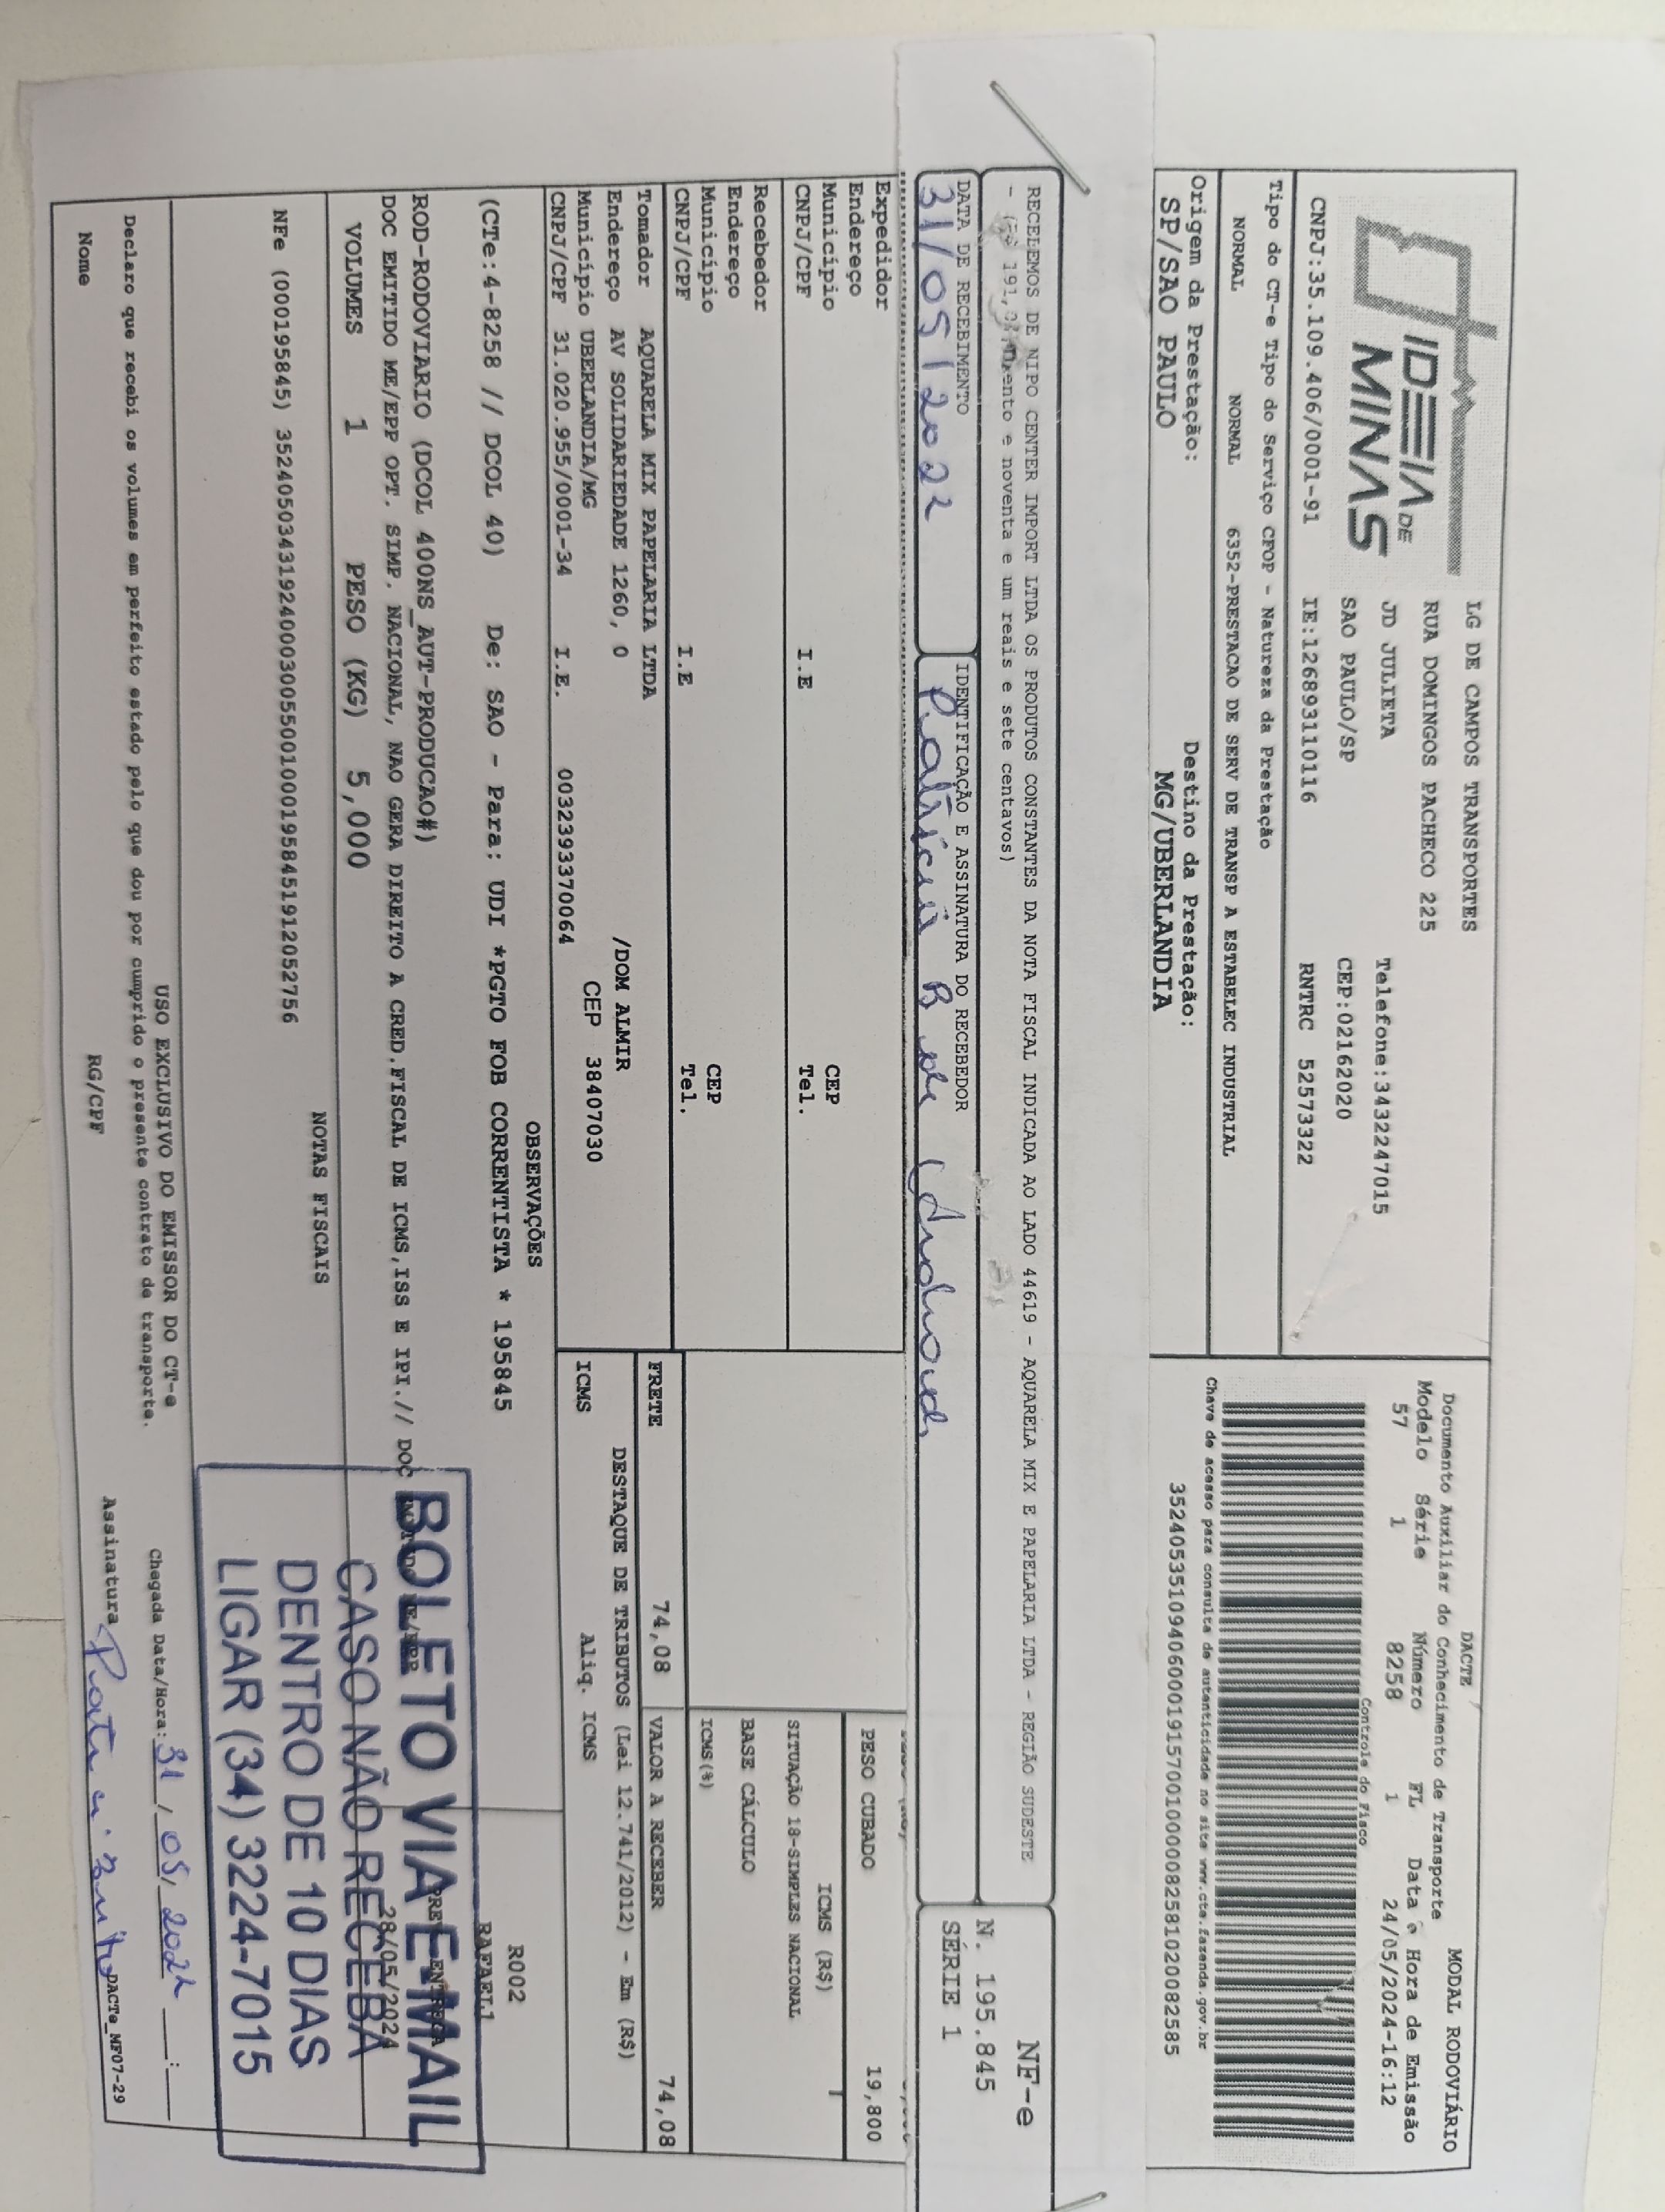 IDEIA DE
MINAS
LG DE CAMPOS TRANSPORTES
RUA DOMINGOS PACHECO 225
JD JULIETA
Telefone:3432247015
SAO PAULO/SP
CEP:02162020
CNPJ:35.109.406/0001-91
IE:126893110116
RNTRC 52573322
Tipo do CT-e Tipo do Serviço CFOP - Natureza da Prestação
NORMAL NORMAL 6352-PRESTACAO DE SERV DE TRANSP A ESTABELEC INDUSTRIAL
Origem da Prestação:
SP/SAO PAULO
Destino da Prestação:
MG/UBERLANDIA
DACTE
MODAL RODOVIÁRIO
Documento Auxiliar do Conhecimento de Transporte
Modelo Série Número FL Data e Hora de Emissão
57 1 8258 1 24/05/2024-16:12
Controle do Fisco
Chave de acesso para consulta de autenticidade no site www.cte.fazenda.gov.br
RECEBEMOS DE NIPO CENTER IMPORT LTDA OS PRODUTOS CONSTANTES DA NOTA FISCAL INDICADA AO LADO 44619 - AQUARELA MIX E PAPELARIA LTDA - REGIÃO SUDESTE
e noventa e um reais e sete centavos)
DATA DE RECEBIMENTO
31/05/2022
IDENTIFICAÇÃO E ASSINATURA DO RECEBEDOR
Patricia B de
NF-e
N. 195.845
SÉRIE 1
Expedidor
Endereço
Município CEP
CNPJ/CPF I.E Tel.
Recebedor
Endereço
Município CEP
CNPJ/CPF I.E Tel.
Tomador AQUARELA MIX PAPELARIA LTDA
Endereço AV SOLIDARIEDADE 1260, 0 /DOM ALMIR
Município UBERLANDIA/MG CEP 38407030
CNPJ/CPF 31.020.955/0001-34 I.E. 0032393370064
PESO CUBADO 19,800
ICMS (R$)
SITUAÇÃO 18-SIMPLES NACIONAL
BASE CÁLCULO
ICMS(%)
FRETE 74,08
VALOR A RECEBER 74,08
DESTAQUE DE TRIBUTOS (Lei 12.741/2012) - Em (R$)
ICMS Aliq. ICMS
OBSERVAÇÕES
(CTe:4-8258 // DCOL 40) De: SAO - Para: UDI *PGTO FOB CORRENTISTA * 195845
R002
RAFAEL1
ROD-RODOVIARIO (DCOL 400NS_AUT-PRODUCAO#)
DOC EMITIDO ME/EPP OPT. SIMP. NACIONAL, NAO GERA DIREITO A CRED.FISCAL DE ICMS,ISS E IPI.// DOC
PREV ENTREGA
28/05/2024
VOLUMES 1 PESO (KG) 5,000
NOTAS FISCAIS
NFe (000195845) 35240503431924000300550010001958451912052756
BOLETO VIA E-MAIL
CASO NÃO RECEBA
DENTRO DE 10 DIAS
LIGAR (34) 3224-7015
USO EXCLUSIVO DO EMISSOR DO CT-e
Declaro que recebi os volumes em perfeito estado pelo que dou por cumprido o presente contrato de transporte.
Chegada Data/Hora: 31/05/2022 __:__
Nome RG/CPF Assinatura
DACTe_MF07-29